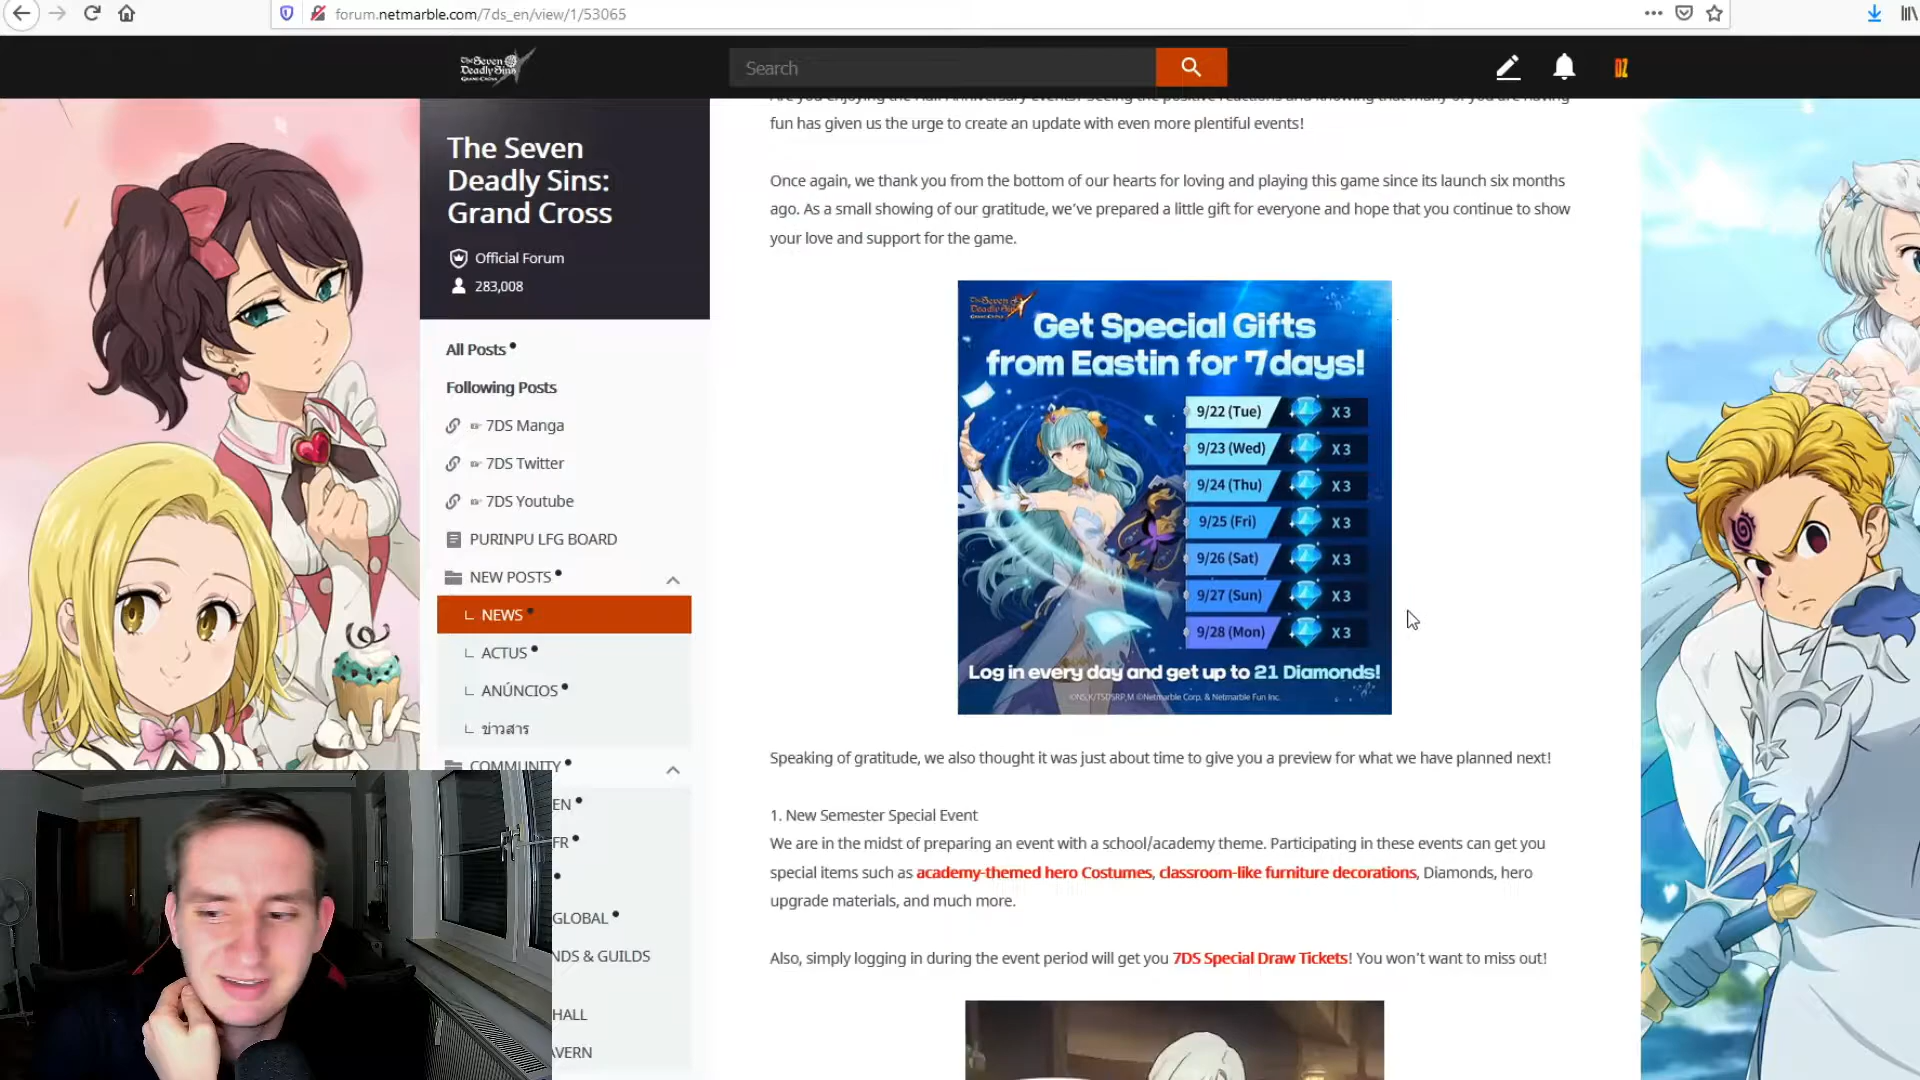 forum.netmarble.com/7ds_en/view/1/53065
The Seven
Deadly Sins
GRAND CROSS
Search
DZ
The Seven
Deadly Sins:
Grand Cross
Official Forum
283,008
All Posts
Following Posts
☞ 7DS Manga
☞ 7DS Twitter
☞ 7DS Youtube
PURINPU LFG BOARD
NEW POSTS
NEWS
ACTUS
ANÚNCIOS
ข่าวสาร
COMMUNITY
EN
FR
GLOBAL
NDS & GUILDS
HALL
AVERN
Are you enjoying the Half Anniversary Events? Seeing the positive reactions and knowing that many of you are having
fun has given us the urge to create an update with even more plentiful events!
Once again, we thank you from the bottom of our hearts for loving and playing this game since its launch six months
ago. As a small showing of our gratitude, we’ve prepared a little gift for everyone and hope that you continue to show
your love and support for the game.
The Seven
Deadly Sins
GRAND CROSS
Get Special Gifts
from Eastin for 7days!
9/22 (Tue) X 3
9/23 (Wed) X 3
9/24 (Thu) X 3
9/25 (Fri) X 3
9/26 (Sat) X 3
9/27 (Sun) X 3
9/28 (Mon) X 3
Log in every day and get up to 21 Diamonds!
©NS,K/TSDSRP,M ©Netmarble Corp. & Netmarble Fun Inc.
Speaking of gratitude, we also thought it was just about time to give you a preview for what we have planned next!
1. New Semester Special Event
We are in the midst of preparing an event with a school/academy theme. Participating in these events can get you
special items such as academy-themed hero Costumes, classroom-like furniture decorations, Diamonds, hero
upgrade materials, and much more.
Also, simply logging in during the event period will get you 7DS Special Draw Tickets! You won’t want to miss out!